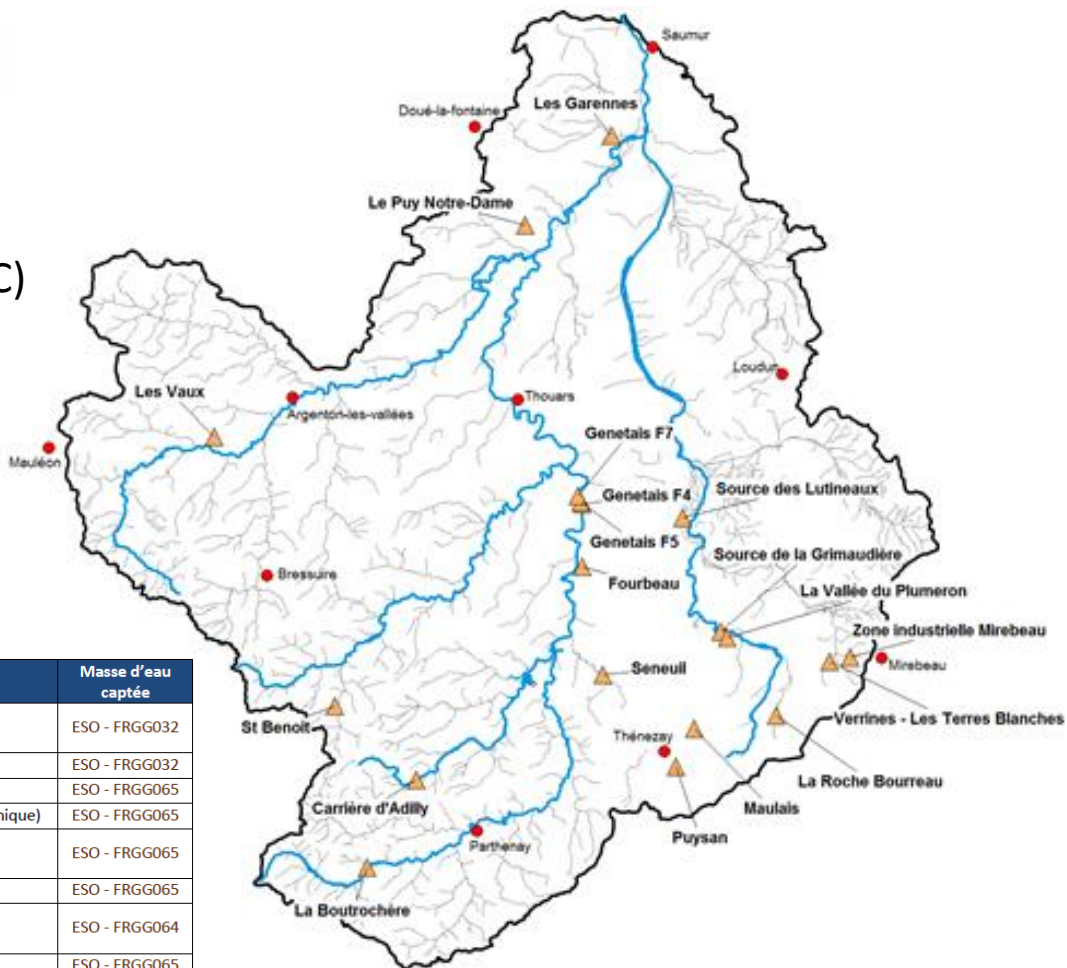 Saumur
Les Garennes
Doué-la-fontaine
Le Puy Notre-Dame
C)
Loudun
Les Vaux
Argenton-les-vallées
Thouars
Mauléon
Genetais F7
Genetais F4
Source des Lutineaux
Genetais F5
Source de la Grimaudière
Bressuire
Fourbeau
La Vallée du Plumeron
Zone industrielle Mirebeau
Mirebeau
Seneuil
St Benoit
Verrines - Les Terres Blanches
Thénezay
La Roche Bourreau
Carrière d'Adilly
Maulais
Parthenay
Puysan
La Boutrochère
Masse d'eau
captée
ESO - FRGG032
ESO - FRGG032
ESO - FRGG065
nique) ESO - FRGG065
ESO - FRGG065
ESO - FRGG065
ESO - FRGG064
ESO - FRGG065